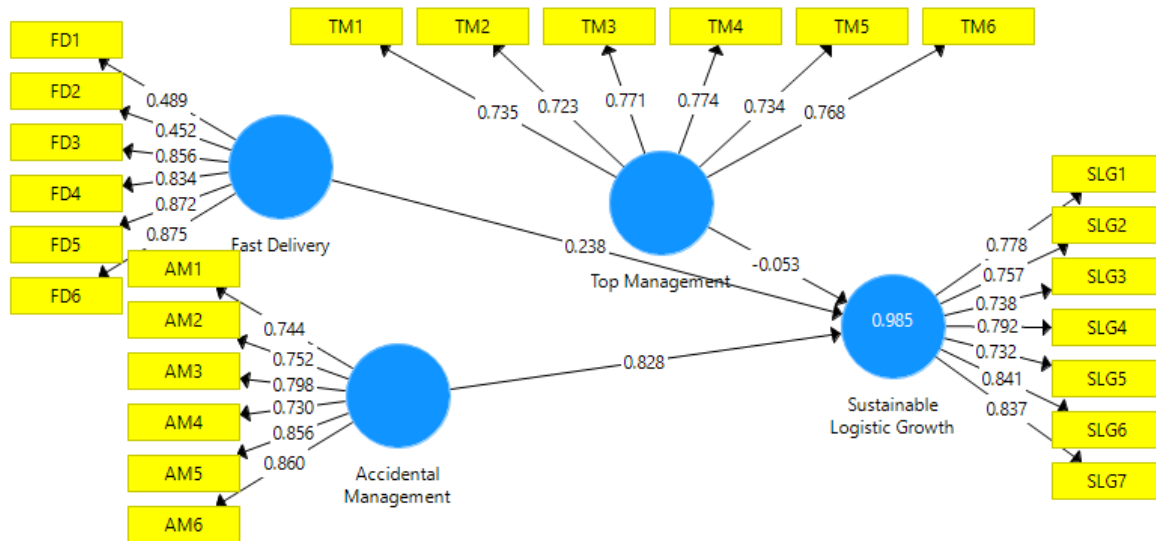 TM1 TM2 TM3 TM4 TM5 TM6
FD1
FD2
FD3
FD4
FD5
FD6
0.489
0.452
0.856
0.834
0.872
0.875
Fast Delivery
0.735 0.723 0.771 0.774 0.734 0.768
Top Management
0.238
-0.053
0.828
AM1
AM2
AM3
AM4
AM5
AM6
0.744
0.752
0.798
0.730
0.856
0.860
Accidental
Management
0.985
Sustainable
Logistic Growth
0.778
0.757
0.738
0.792
0.732
0.841
0.837
SLG1
SLG2
SLG3
SLG4
SLG5
SLG6
SLG7